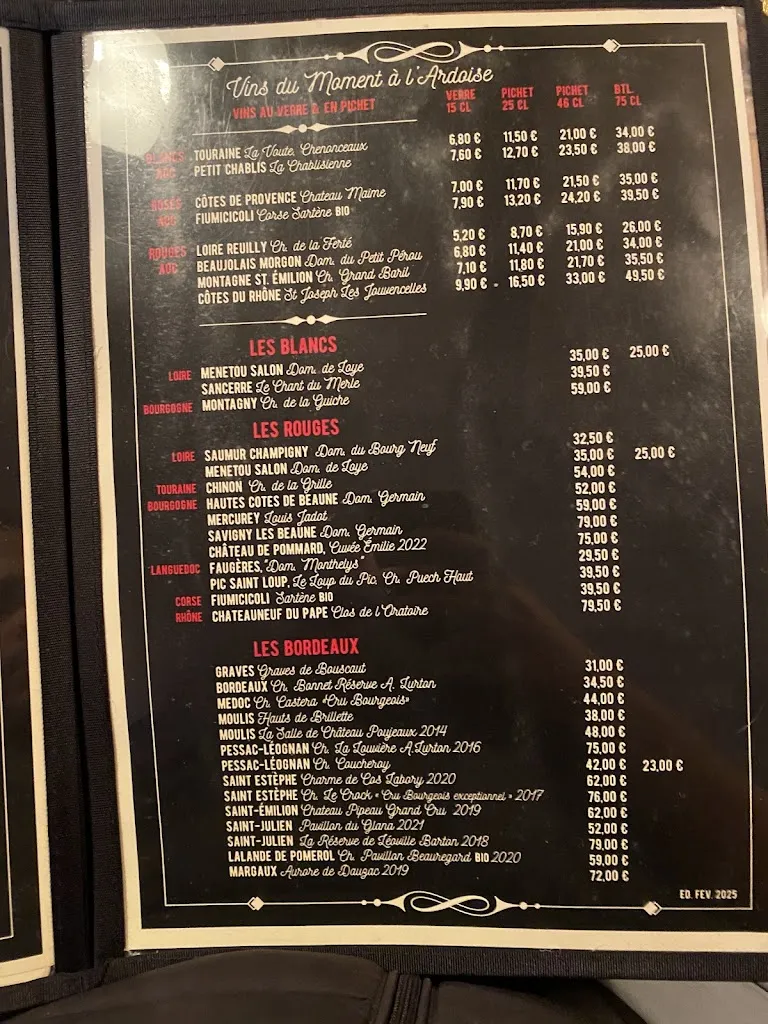 Vins du Moment à l'Ardoise
VINS AU VERRE & EN PICHET VERRE 15 CL PICHET 25 CL PICHET 46 CL BTL. 75 CL
BLANCS AOC
TOURAINE La Voute, Chenonceaux 6,80 € 11,50 € 21,00 € 34,00 €
PETIT CHABLIS La Chablisienne 7,60 € 12,70 € 23,50 € 38,00 €
ROSÉS AOC
CÔTES DE PROVENCE Chateau Maime 7,00 € 11,70 € 21,50 € 35,00 €
FIUMICICOLI Corse Sartène BIO 7,90 € 13,20 € 24,20 € 39,50 €
ROUGES AOC
LOIRE REUILLY Ch. de la Ferté 5,20 € 8,70 € 15,90 € 26,00 €
BEAUJOLAIS MORGON Dom. du Petit Pérou 6,80 € 11,40 € 21,00 € 34,00 €
MONTAGNE ST. ÉMILION Ch. Grand Baril 7,10 € 11,80 € 21,70 € 35,50 €
CÔTES DU RHÔNE St Joseph Les Jouvencelles 9,90 € 16,50 € 33,00 € 49,50 €
LES BLANCS
LOIRE MENETOU SALON Dom. de Loye 35,00 € 25,00 €
SANCERRE Le Chant du Merle 39,50 €
BOURGOGNE MONTAGNY Ch. de la Guiche 59,00 €
LES ROUGES
LOIRE SAUMUR CHAMPIGNY Dom. du Bourg Neuf 32,50 €
MENETOU SALON Dom. de Loye 35,00 € 25,00 €
TOURAINE CHINON Ch. de la Grille 54,00 €
BOURGOGNE HAUTES COTES DE BEAUNE Dom. Germain 52,00 €
MERCUREY Louis Jadot 59,00 €
SAVIGNY LES BEAUNE Dom. Germain 79,00 €
CHÂTEAU DE POMMARD, Cuvée Émilie 2022 75,00 €
LANGUEDOC FAUGÈRES, "Dom. Monthelys" 29,50 €
PIC SAINT LOUP, Le Loup du Pic, Ch. Puech Haut 39,50 €
CORSE FIUMICICOLI Sartène BIO 39,50 €
RHÔNE CHATEAUNEUF DU PAPE Clos de l'Oratoire 79,50 €
LES BORDEAUX
GRAVES Graves de Bouscaut 31,00 €
BORDEAUX Ch. Bonnet Réserve A. Lurton 34,50 €
MEDOC Ch. Castera "Cru Bourgeois" 44,00 €
MOULIS Hauts de Brillette 38,00 €
MOULIS La Salle de Château Poujeaux 2014 48,00 €
PESSAC-LÉOGNAN Ch. La Louvière A.Lurton 2016 75,00 €
PESSAC-LÉOGNAN Ch. Coucheroy 42,00 € 23,00 €
SAINT ESTÈPHE Charme de Cos Labory 2020 62,00 €
SAINT ESTÈPHE Ch. Le Crock « Cru Bourgeois exceptionnel » 2017 76,00 €
SAINT-ÉMILION Chateau Pipeau Grand Cru 2019 62,00 €
SAINT-JULIEN Pavillon du Glana 2021 52,00 €
SAINT-JULIEN La Réserve de Léoville Barton 2018 79,00 €
LALANDE DE POMEROL Ch. Pavillon Beauregard BIO 2020 59,00 €
MARGAUX Aurore de Dauzac 2019 72,00 €
ED. FEV. 2025